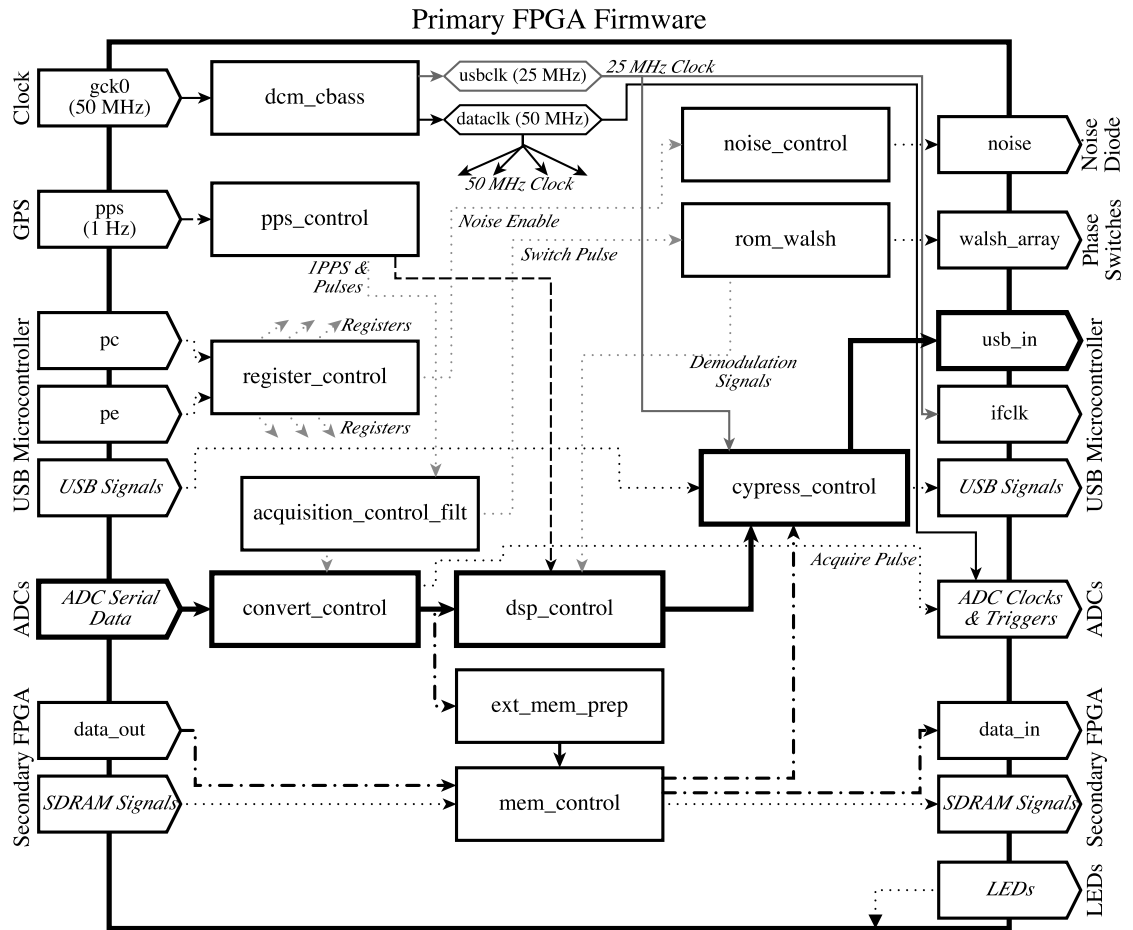 Primary FPGA Firmware
Clock
gck0
(50 MHz)
dcm_cbass
usbclk (25 MHz)
25 MHz Clock
dataclk (50 MHz)
50 MHz Clock
noise_control
noise
Noise
Diode
GPS
pps
(1 Hz)
pps_control
Noise Enable
Switch Pulse
rom_walsh
walsh_array
Phase
Switches
1PPS &
Pulses
USB Microcontroller
pc
pe
USB Signals
Registers
register_control
Registers
Demodulation
Signals
usb_in
ifclk
USB Signals
USB Microcontroller
acquisition_control_filt
cypress_control
Acquire Pulse
ADCs
ADC Serial
Data
convert_control
dsp_control
ADC Clocks
& Triggers
ADCs
Secondary FPGA
data_out
SDRAM Signals
ext_mem_prep
mem_control
data_in
SDRAM Signals
Secondary FPGA
LEDs
LEDs